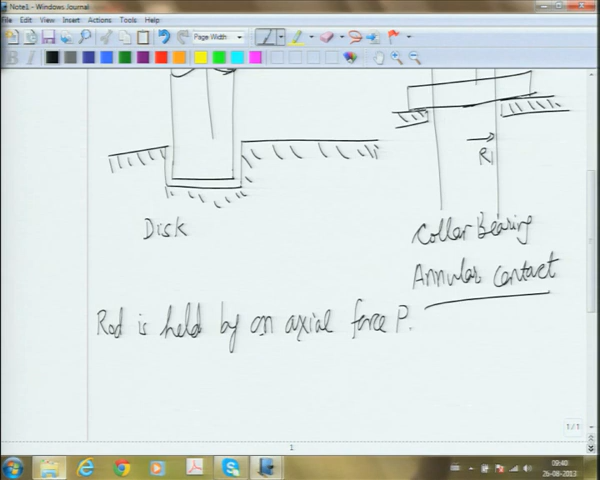 Note1 - Windows Journal
File Edit View Insert Actions Tools Help
Page Width
R1
Disk
Collar Bearing
Annular Contact
Rod is held by an axial force P.
1/1
1
09:40
26-08-2013